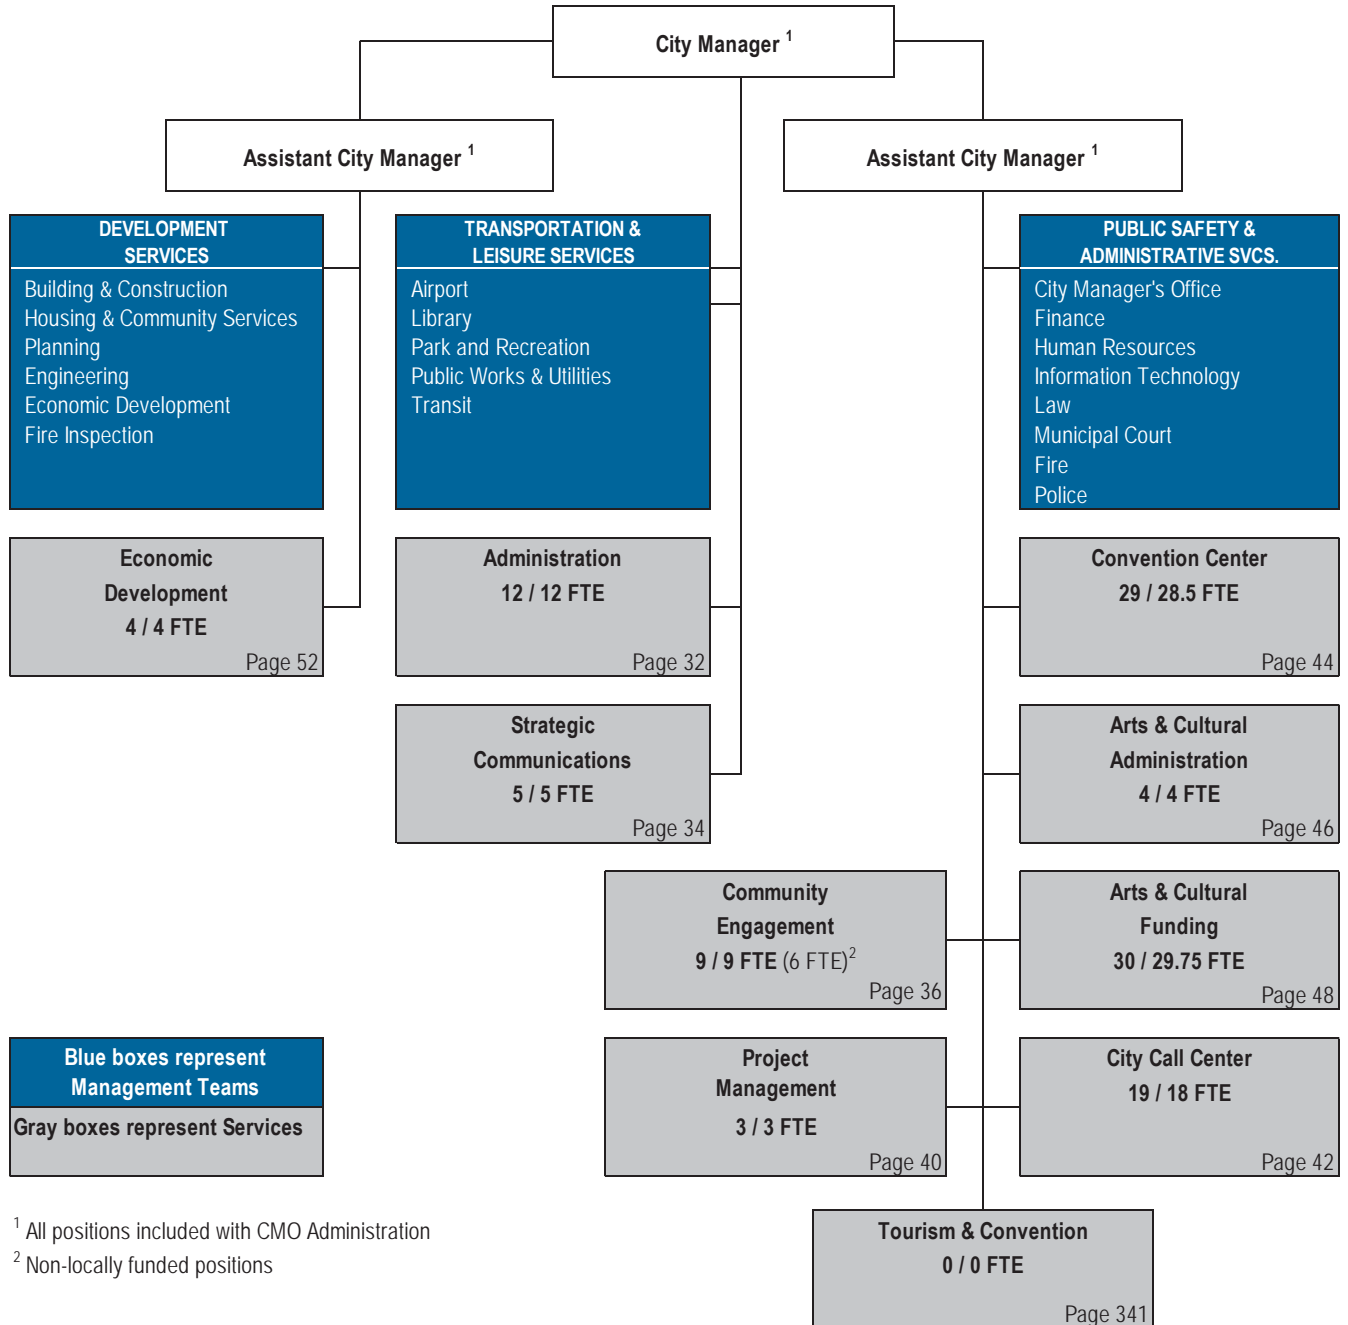 City Manager 1
Assistant City Manager 1
Assistant City Manager 1
DEVELOPMENT
SERVICES
Building & Construction
Housing & Community Services
Planning
Engineering
Economic Development
Fire Inspection
TRANSPORTATION &
LEISURE SERVICES
Airport
Library
Park and Recreation
Public Works & Utilities
Transit
PUBLIC SAFETY &
ADMINISTRATIVE SVCS.
City Manager's Office
Finance
Human Resources
Information Technology
Law
Municipal Court
Fire
Police
Economic
Development
4 / 4 FTE
Page 52
Administration
12 / 12 FTE
Page 32
Convention Center
29 / 28.5 FTE
Page 44
Strategic
Communications
5 / 5 FTE
Page 34
Arts & Cultural
Administration
4 / 4 FTE
Page 46
Community
Engagement
9 / 9 FTE (6 FTE)2
Page 36
Arts & Cultural
Funding
30 / 29.75 FTE
Page 48
Blue boxes represent
Management Teams
Gray boxes represent Services
Project
Management
3 / 3 FTE
Page 40
City Call Center
19 / 18 FTE
Page 42
1 All positions included with CMO Administration
2 Non-locally funded positions
Tourism & Convention
0 / 0 FTE
Page 341